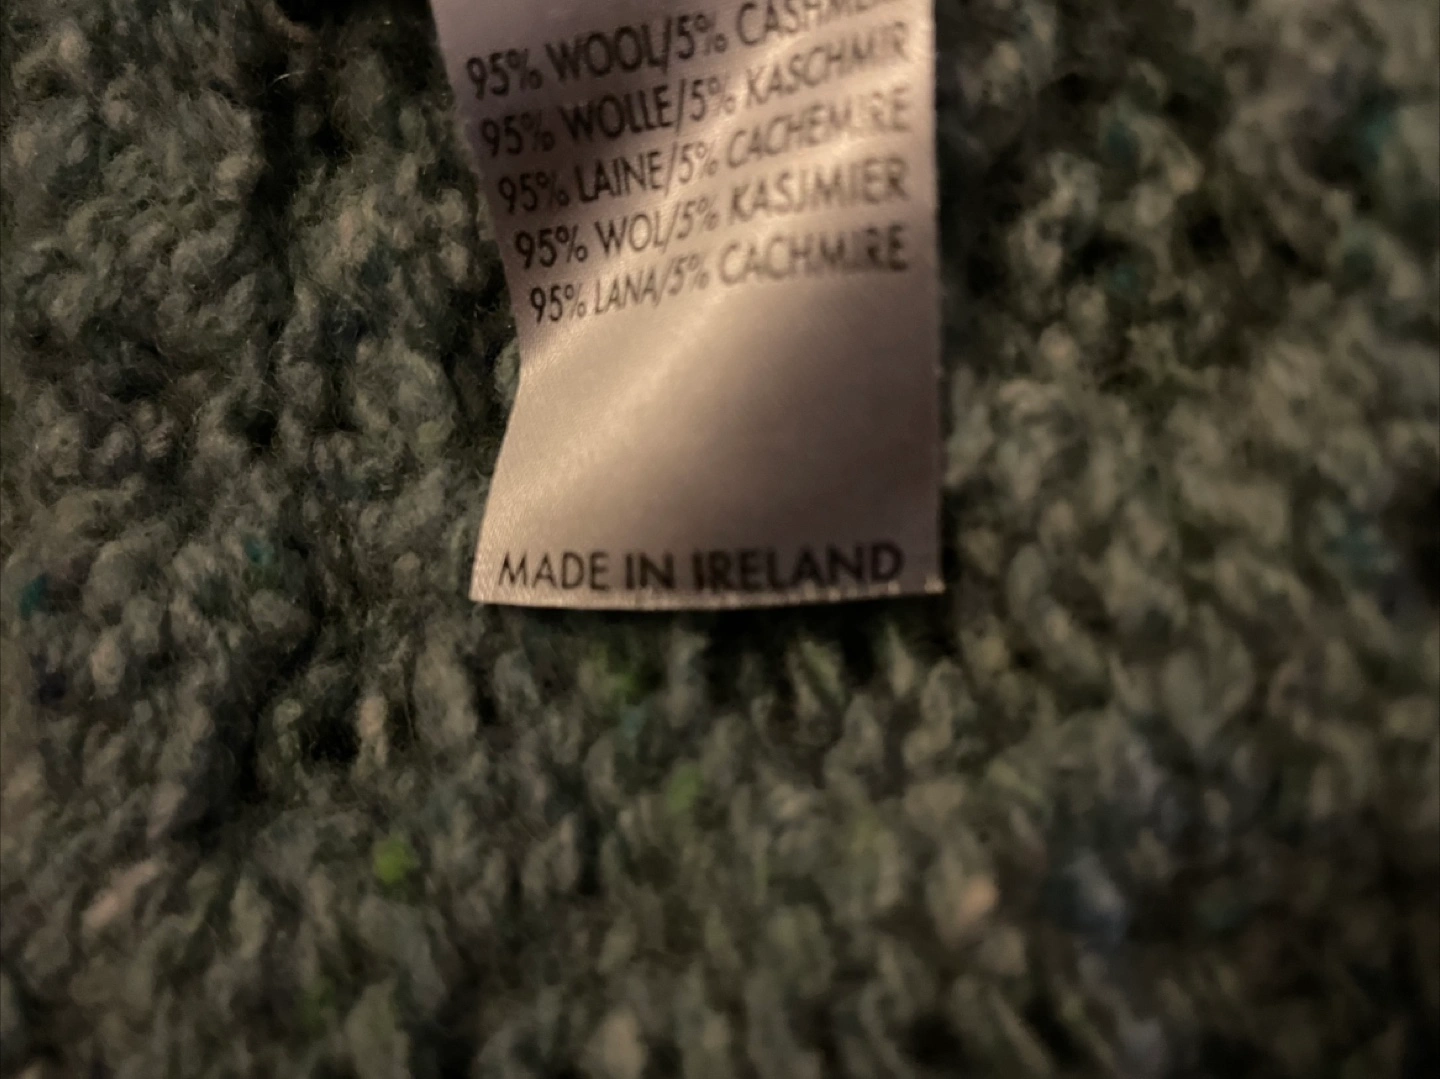 95% WOOL/5% CASHMERE
95% WOLLE/5% KASCHMIR
95% LAINE/5% CACHEMIRE
95% WOL/5% KASJMIER
95% LANA/5% CACHMIRE
MADE IN IRELAND